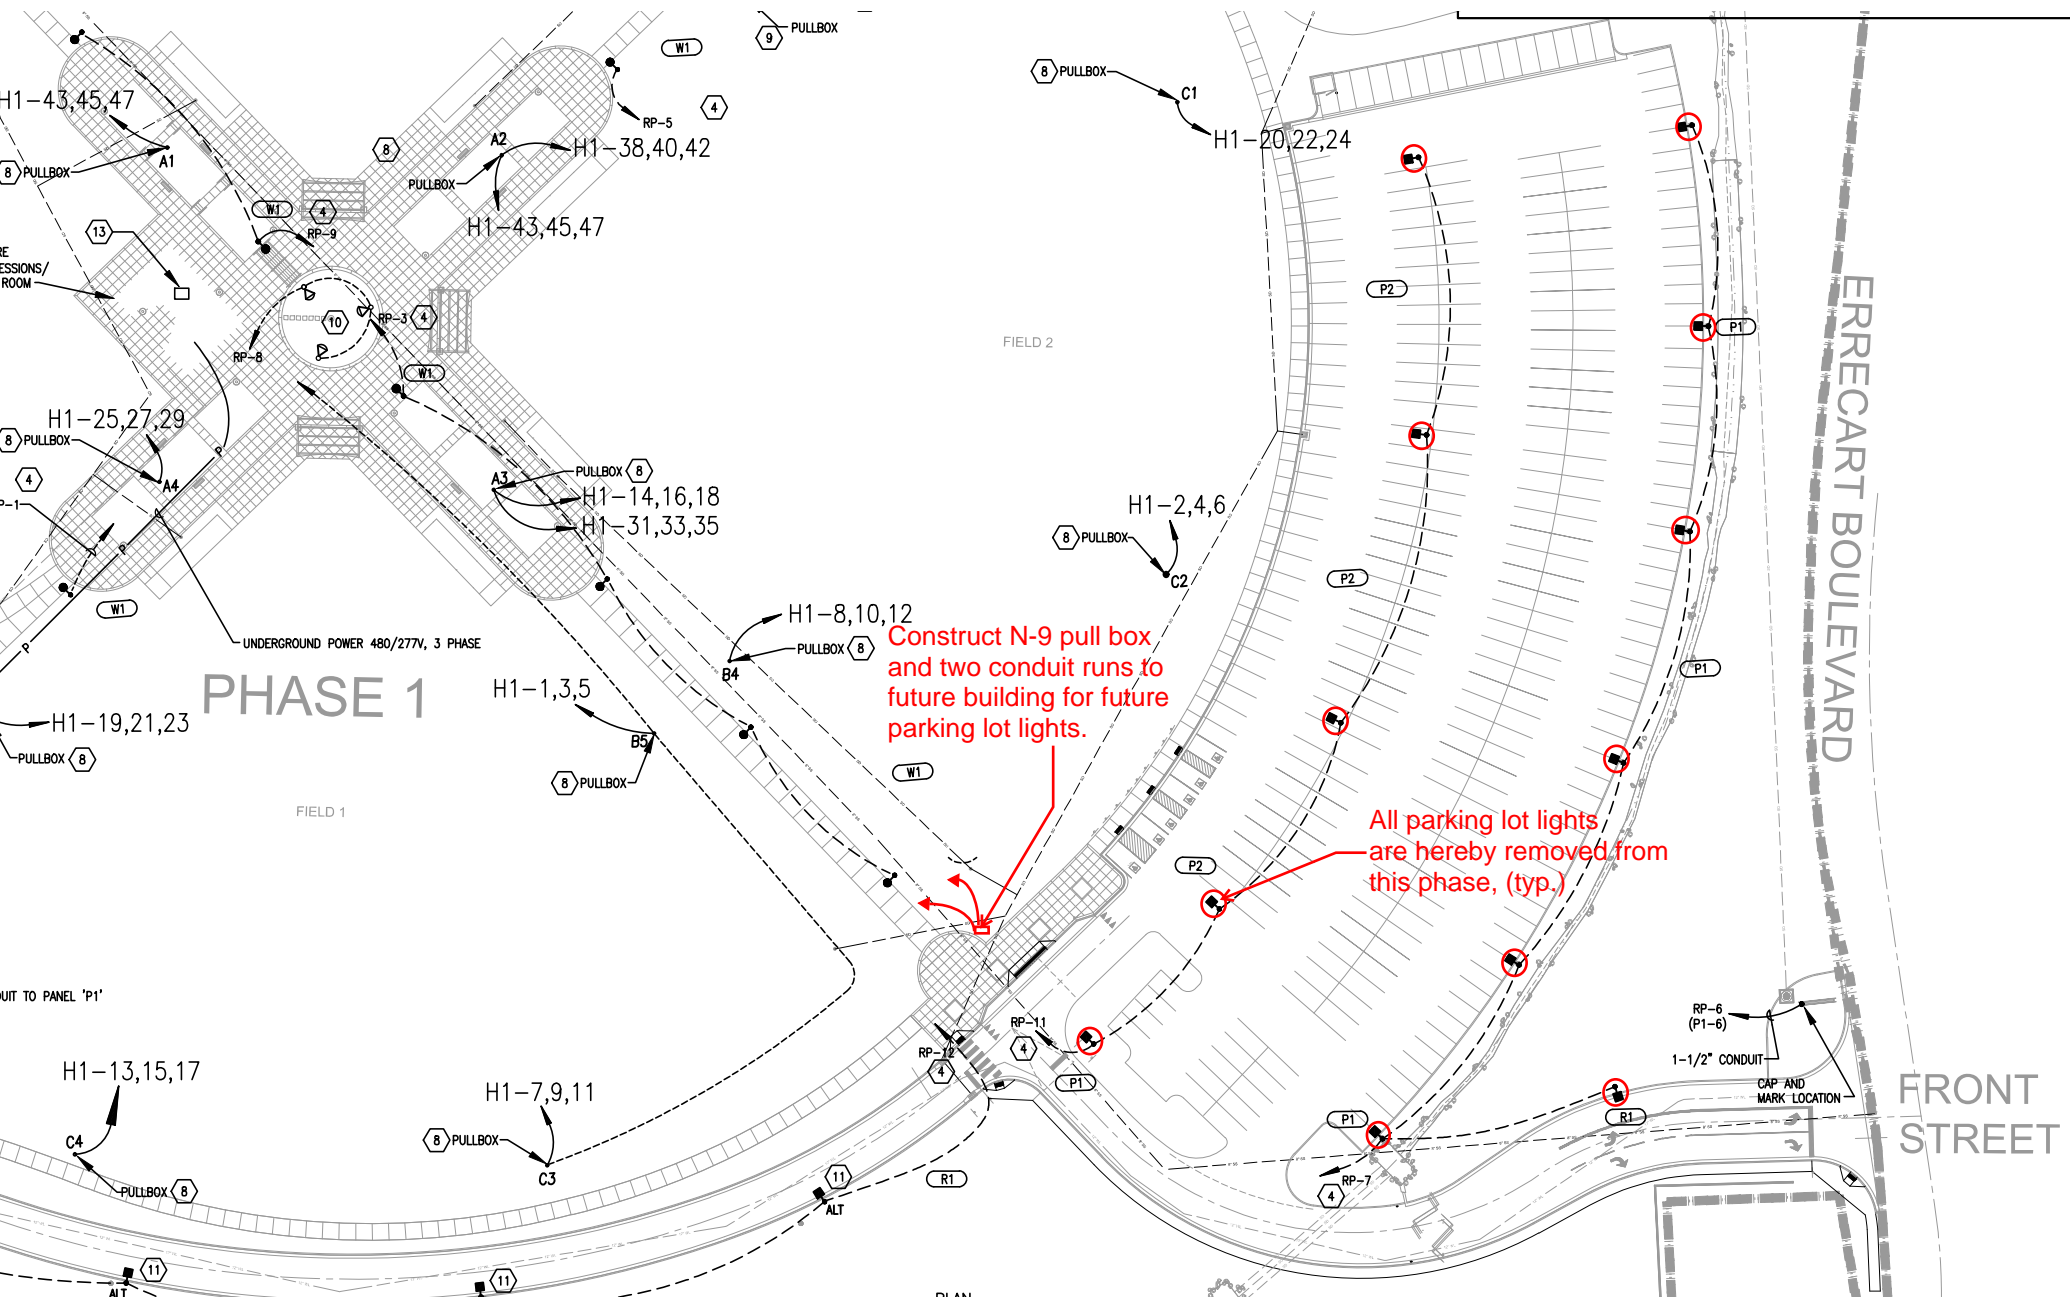 9
PULLBOX
W1
H1-43,45,47
A1
8
PULLBOX
RP-5
4
A2
H1-38,40,42
8
PULLBOX
H1-43,45,47
8
PULLBOX
C1
H1-20,22,24
13
W1
4
RP-9
RE
ESSIONS/
ROOM
10
RP-3
4
RP-8
W1
FIELD 2
P2
P1
ERRECART BOULEVARD
H1-25,27,29
8
PULLBOX
4
A4
P
P
P
P-1
W1
A3
PULLBOX
8
H1-14,16,18
H1-31,33,35
H1-2,4,6
8
PULLBOX
C2
P2
UNDERGROUND POWER 480/277V, 3 PHASE
PHASE 1
H1-8,10,12
PULLBOX
8
B4
Construct N-9 pull box
and two conduit runs to
future building for future
parking lot lights.
H1-1,3,5
B5
8
PULLBOX
P1
H1-19,21,23
PULLBOX
8
W1
FIELD 1
All parking lot lights
are hereby removed from
this phase, (typ.)
P2
UIT TO PANEL 'P1'
RP-11
4
RP-12
4
P1
RP-6
(P1-6)
1-1/2" CONDUIT
CAP AND
MARK LOCATION
FRONT
STREET
H1-13,15,17
C4
PULLBOX
8
H1-7,9,11
8
PULLBOX
C3
P1
R1
RP-7
4
R1
11
ALT
11
ALT
11
PLAN